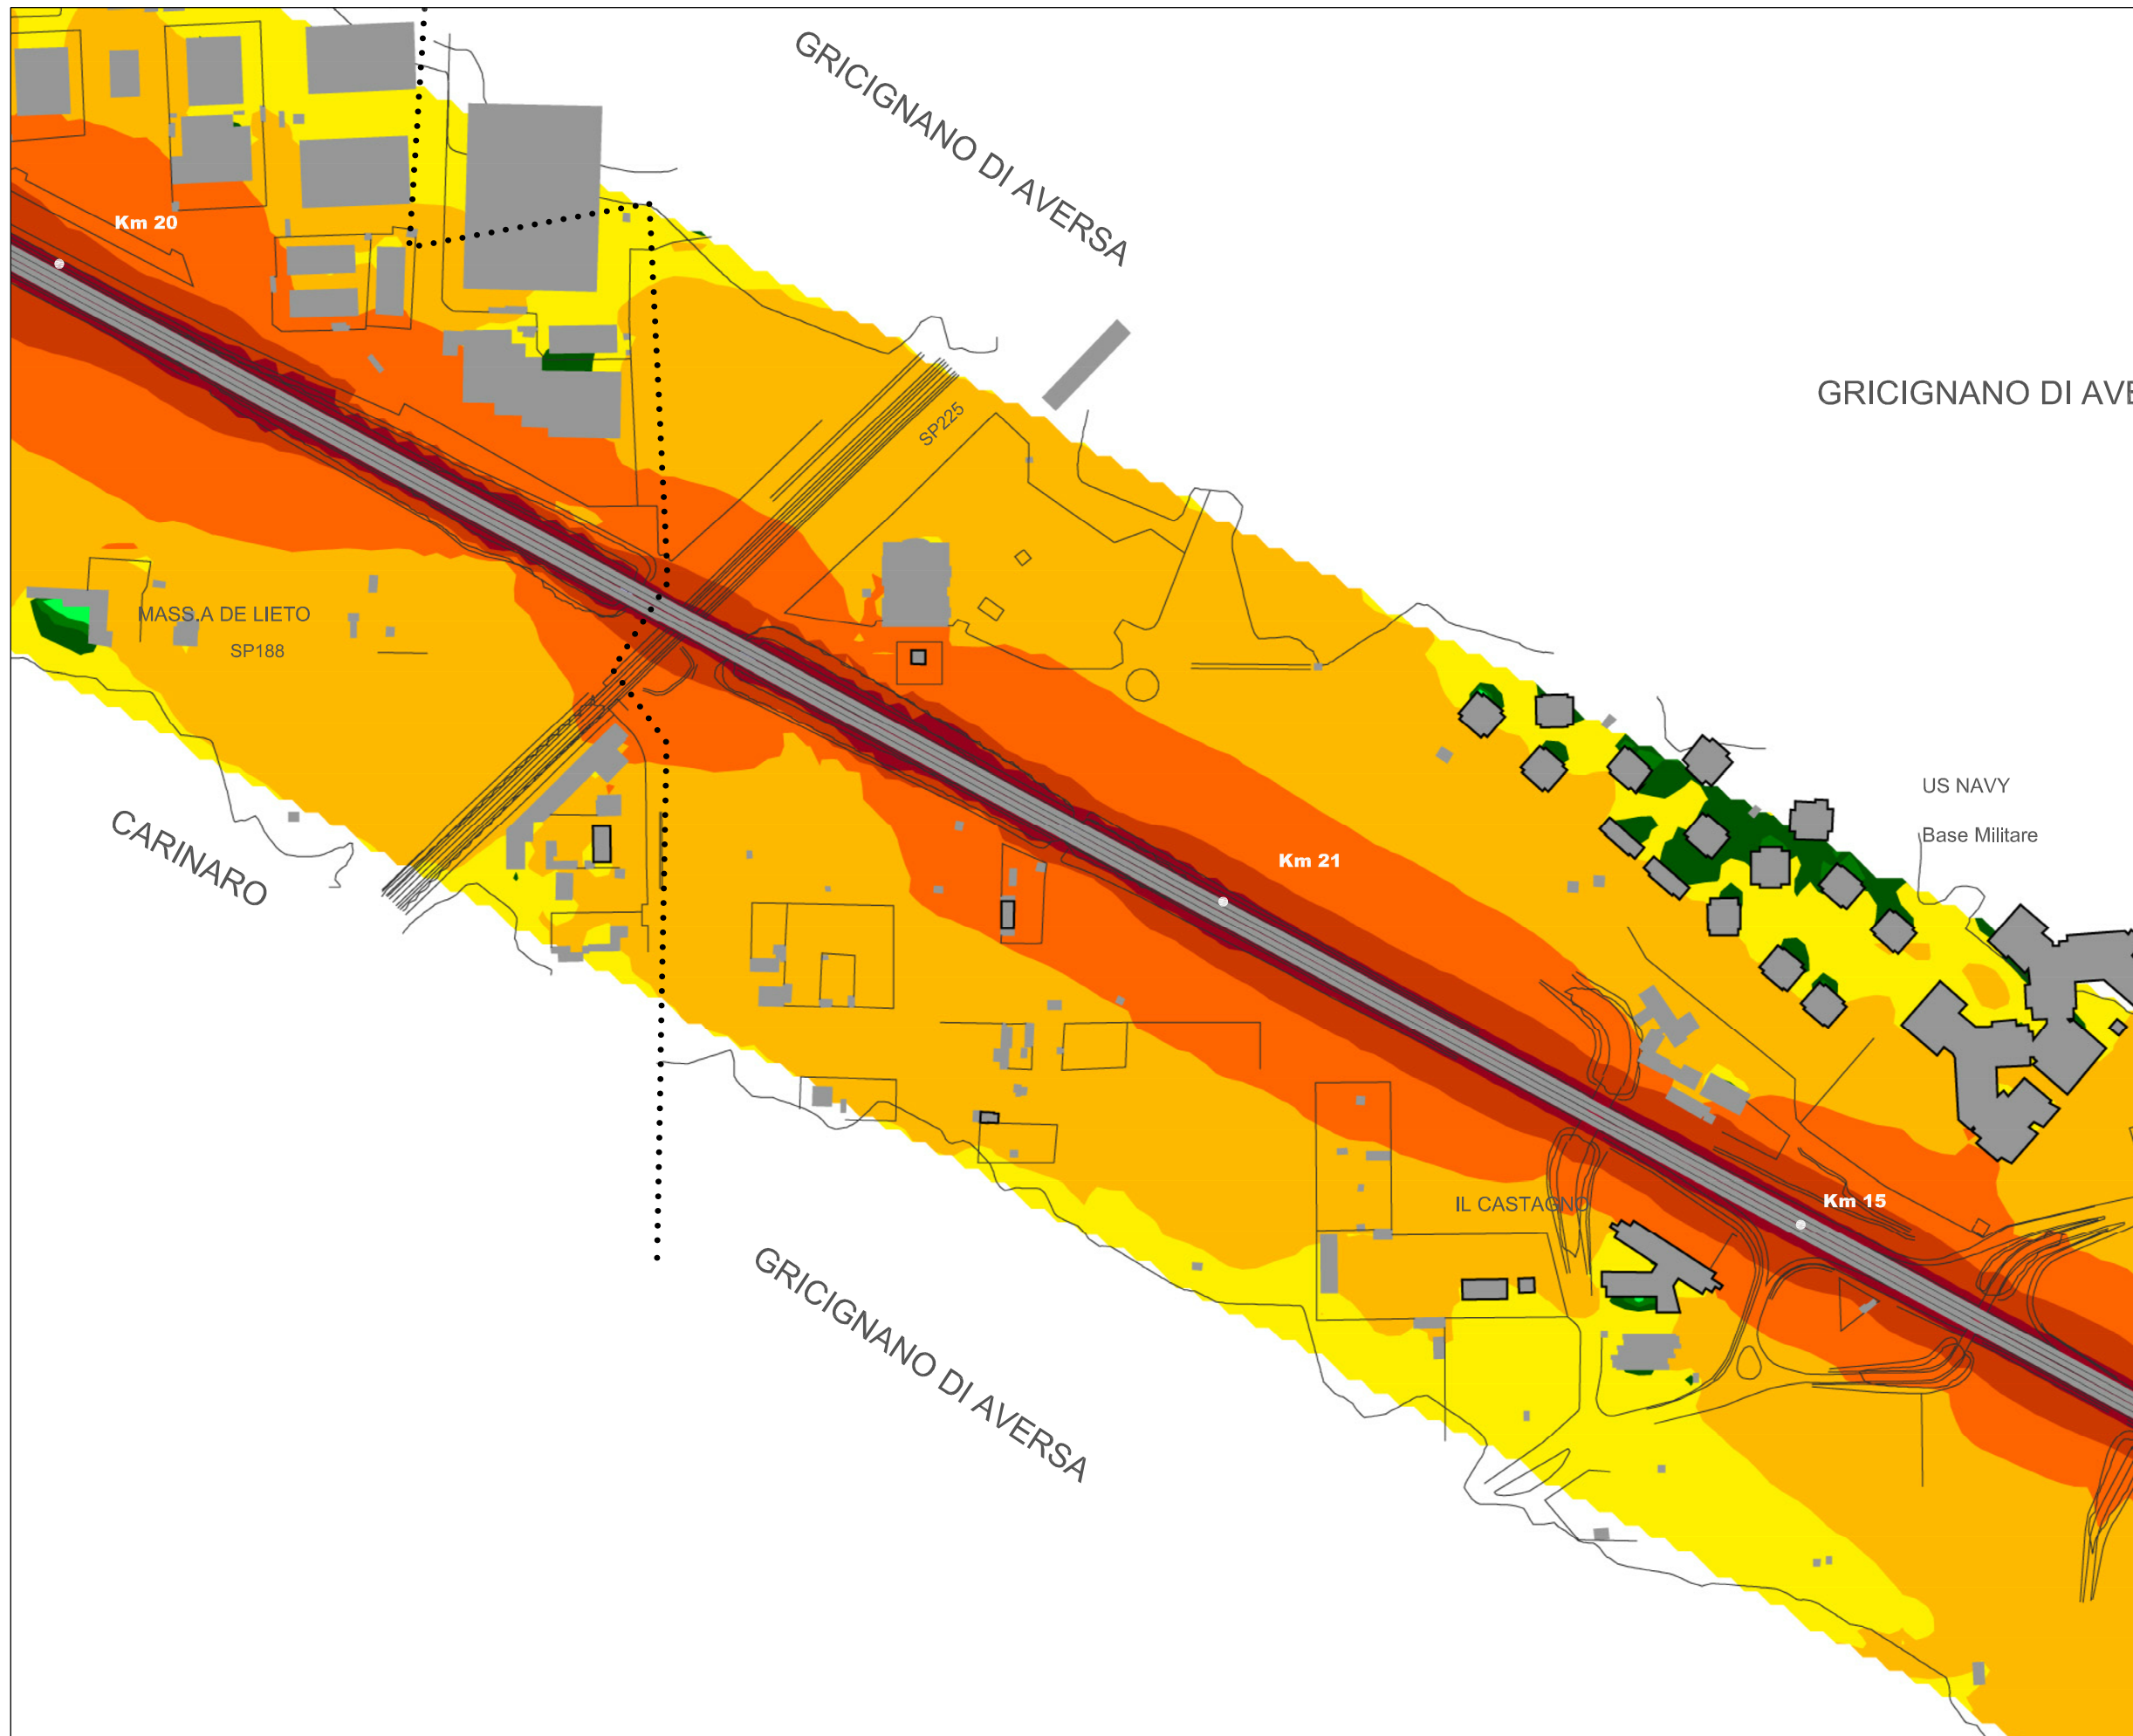 GRICIGNANO DI AVERSA
Km 20
GRICIGNANO DI AVE
SP225
MASS.A DE LIETO
SP188
US NAVY
Base Militare
CARINARO
Km 21
Km 15
IL CASTAGNO
GRICIGNANO DI AVERSA